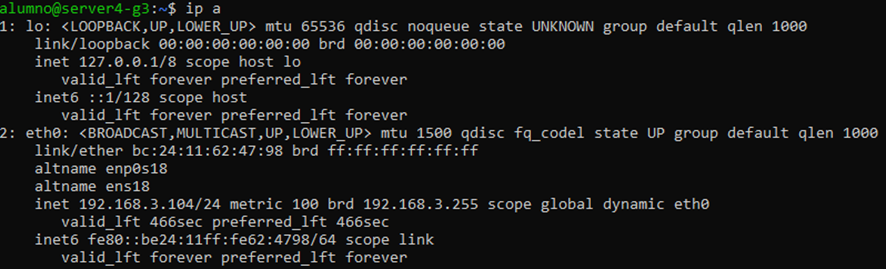 alumno@server4-g3:~$ ip a
1: lo: <LOOPBACK,UP,LOWER_UP> mtu 65536 qdisc noqueue state UNKNOWN group default qlen 1000
    link/loopback 00:00:00:00:00:00 brd 00:00:00:00:00:00
    inet 127.0.0.1/8 scope host lo
       valid_lft forever preferred_lft forever
    inet6 ::1/128 scope host
       valid_lft forever preferred_lft forever
2: eth0: <BROADCAST,MULTICAST,UP,LOWER_UP> mtu 1500 qdisc fq_codel state UP group default qlen 1000
    link/ether bc:24:11:62:47:98 brd ff:ff:ff:ff:ff:ff
    altname enp0s18
    altname ens18
    inet 192.168.3.104/24 metric 100 brd 192.168.3.255 scope global dynamic eth0
       valid_lft 466sec preferred_lft 466sec
    inet6 fe80::be24:11ff:fe62:4798/64 scope link
       valid_lft forever preferred_lft forever